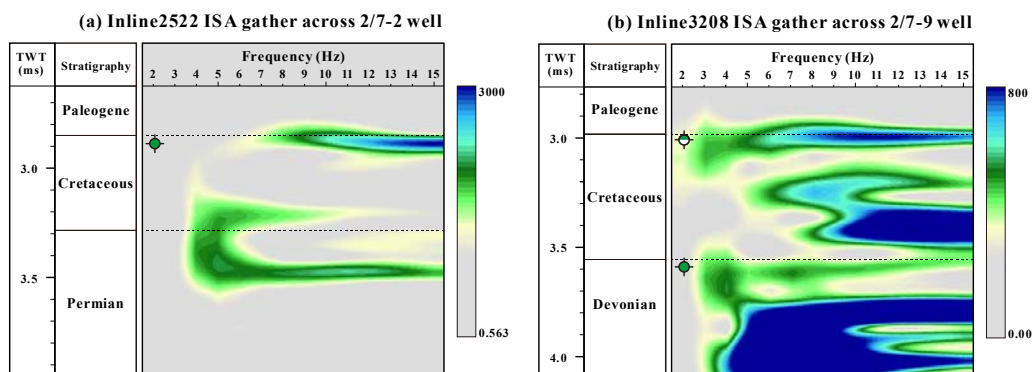 (a) Inline2522 ISA gather across 2/7-2 well
TWT (ms)
Stratigraphy
Frequency (Hz)
2 3 4 5 6 7 8 9 10 11 12 13 14 15
Paleogene
Cretaceous
Permian
3.0
3.5
3000
0.563
(b) Inline3208 ISA gather across 2/7-9 well
TWT (ms)
Stratigraphy
Frequency (Hz)
2 3 4 5 6 7 8 9 10 11 12 13 14 15
Paleogene
Cretaceous
Devonian
3.0
3.5
4.0
800
0.00